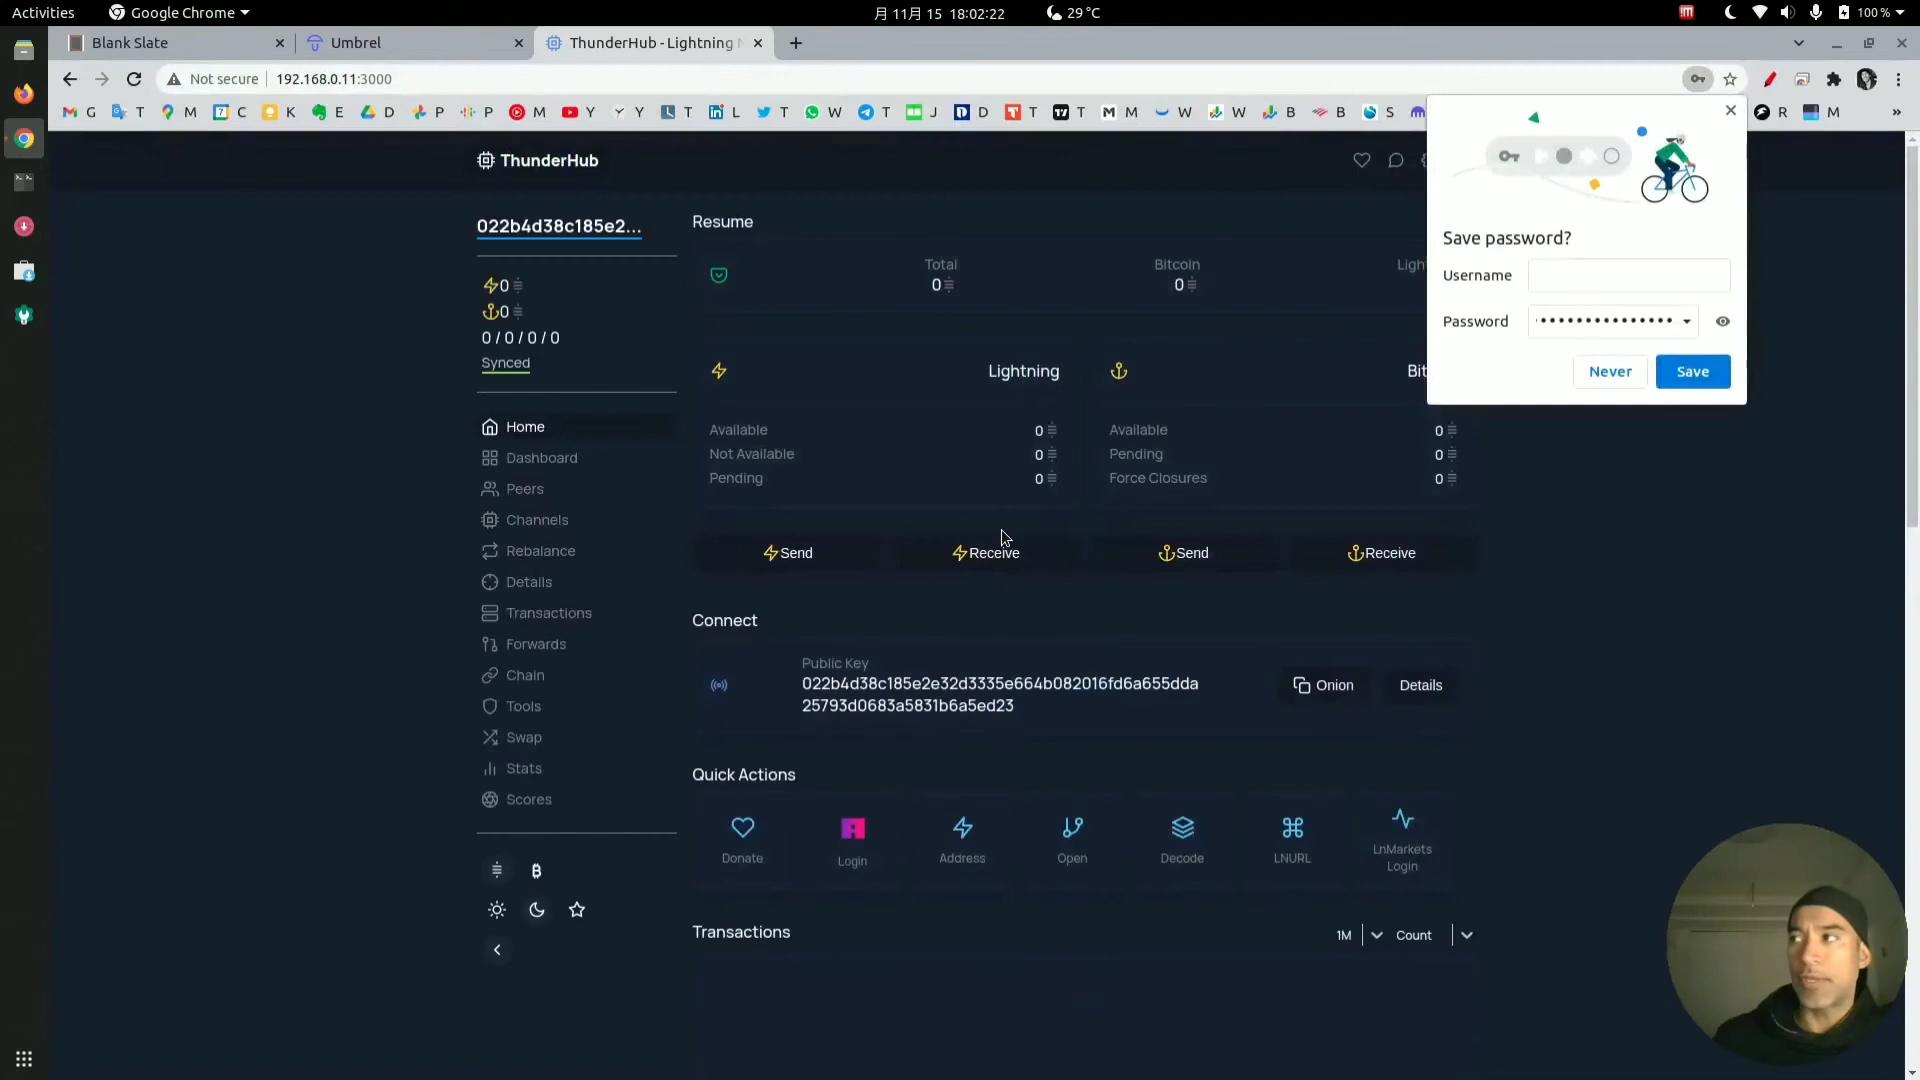 Activities
Google Chrome
月 11月 15 18:02:22
29 °C
100 %
Blank Slate
Umbrel
ThunderHub - Lightning
Not secure
192.168.0.11:3000
G
T
M
C
K
E
D
P
P
M
Y
Y
T
L
T
W
T
J
D
T
T
M
W
W
B
B
S
R
M
»
ThunderHub
Save password?
Username
Password
Never
Save
022b4d38c185e2...
0
0
0 / 0 / 0 / 0
Synced
Home
Dashboard
Peers
Channels
Rebalance
Details
Transactions
Forwards
Chain
Tools
Swap
Stats
Scores
Resume
Total
0
Bitcoin
0
Ligh
Lightning
Available 0
Not Available 0
Pending 0
Bit
Available 0
Pending 0
Force Closures 0
Send
Receive
Send
Receive
Connect
Public Key
022b4d38c185e2e32d3335e664b082016fd6a655dda
25793d0683a5831b6a5ed23
Onion
Details
Quick Actions
Donate
Login
Address
Open
Decode
LNURL
LnMarkets
Login
Transactions
1M
Count